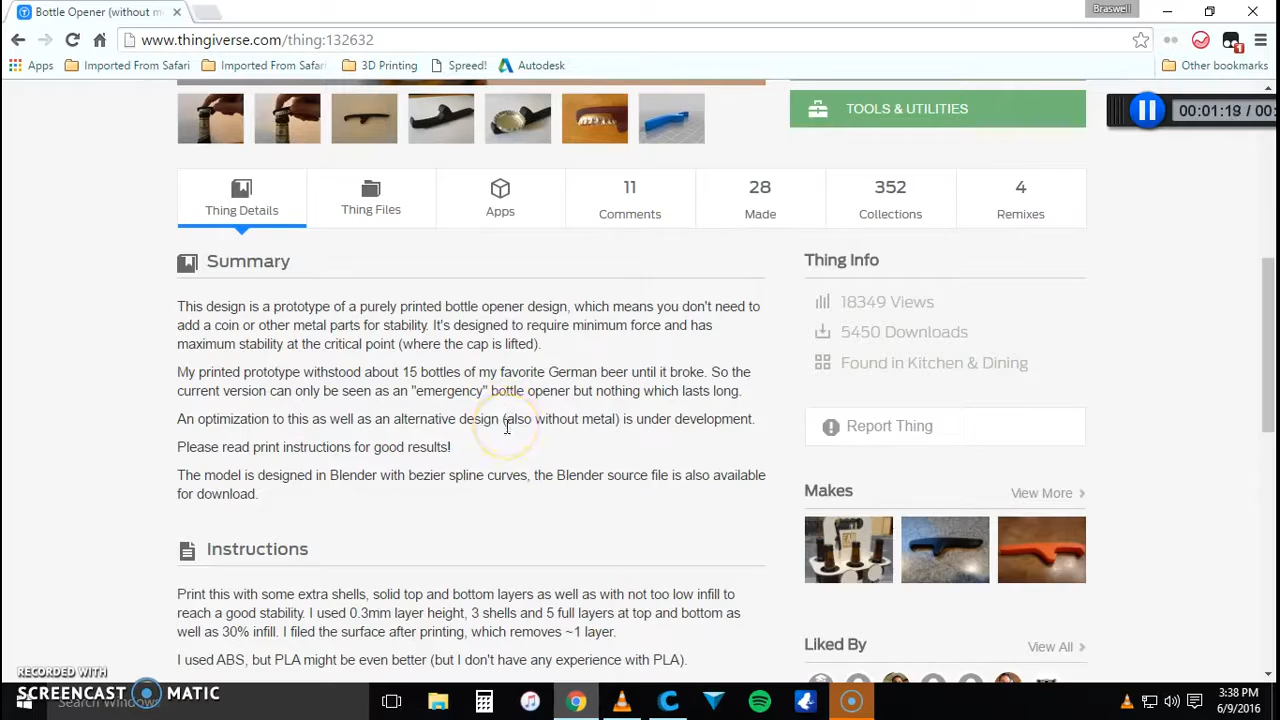 Bottle Opener (without m
Braswell
www.thingiverse.com/thing:132632
Apps Imported From Safari Imported From Safari 3D Printing Spreed! Autodesk Other bookmarks
TOOLS & UTILITIES
00:01:19 / 00:
11 28 352 4
Thing Details Thing Files Apps Comments Made Collections Remixes
Summary
This design is a prototype of a purely printed bottle opener design, which means you don't need to
add a coin or other metal parts for stability. It's designed to require minimum force and has
maximum stability at the critical point (where the cap is lifted).
My printed prototype withstood about 15 bottles of my favorite German beer until it broke. So the
current version can only be seen as an "emergency" bottle opener but nothing which lasts long.
An optimization to this as well as an alternative design (also without metal) is under development.
Please read print instructions for good results!
The model is designed in Blender with bezier spline curves, the Blender source file is also available
for download.
Instructions
Print this with some extra shells, solid top and bottom layers as well as with not too low infill to
reach a good stability. I used 0.3mm layer height, 3 shells and 5 full layers at top and bottom as
well as 30% infill. I filed the surface after printing, which removes ~1 layer.
I used ABS, but PLA might be even better (but I don't have any experience with PLA).
Thing Info
18349 Views
5450 Downloads
Found in Kitchen & Dining
Report Thing
Makes View More
Liked By View All
RECORDED WITH
SCREENCAST MATIC
Search Windows
3:38 PM
6/9/2016